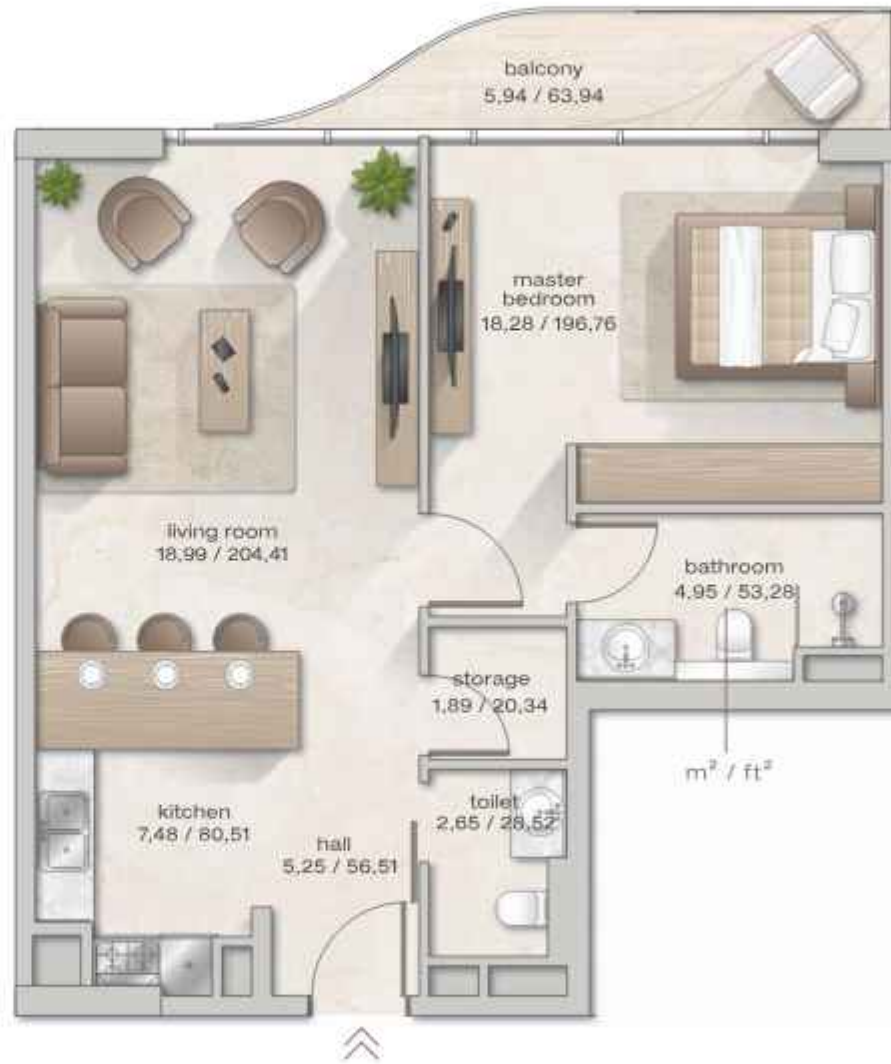 balcony
5,94 / 63,94
master
bedroom
18,28 / 196,76
living room
18,99 / 204,41
bathroom
4,95 / 53,28
storage
1,89 / 20,34
m² / ft²
kitchen
7,48 / 80,51
toilet
2,65 / 28,52
hall
5,25 / 56,51